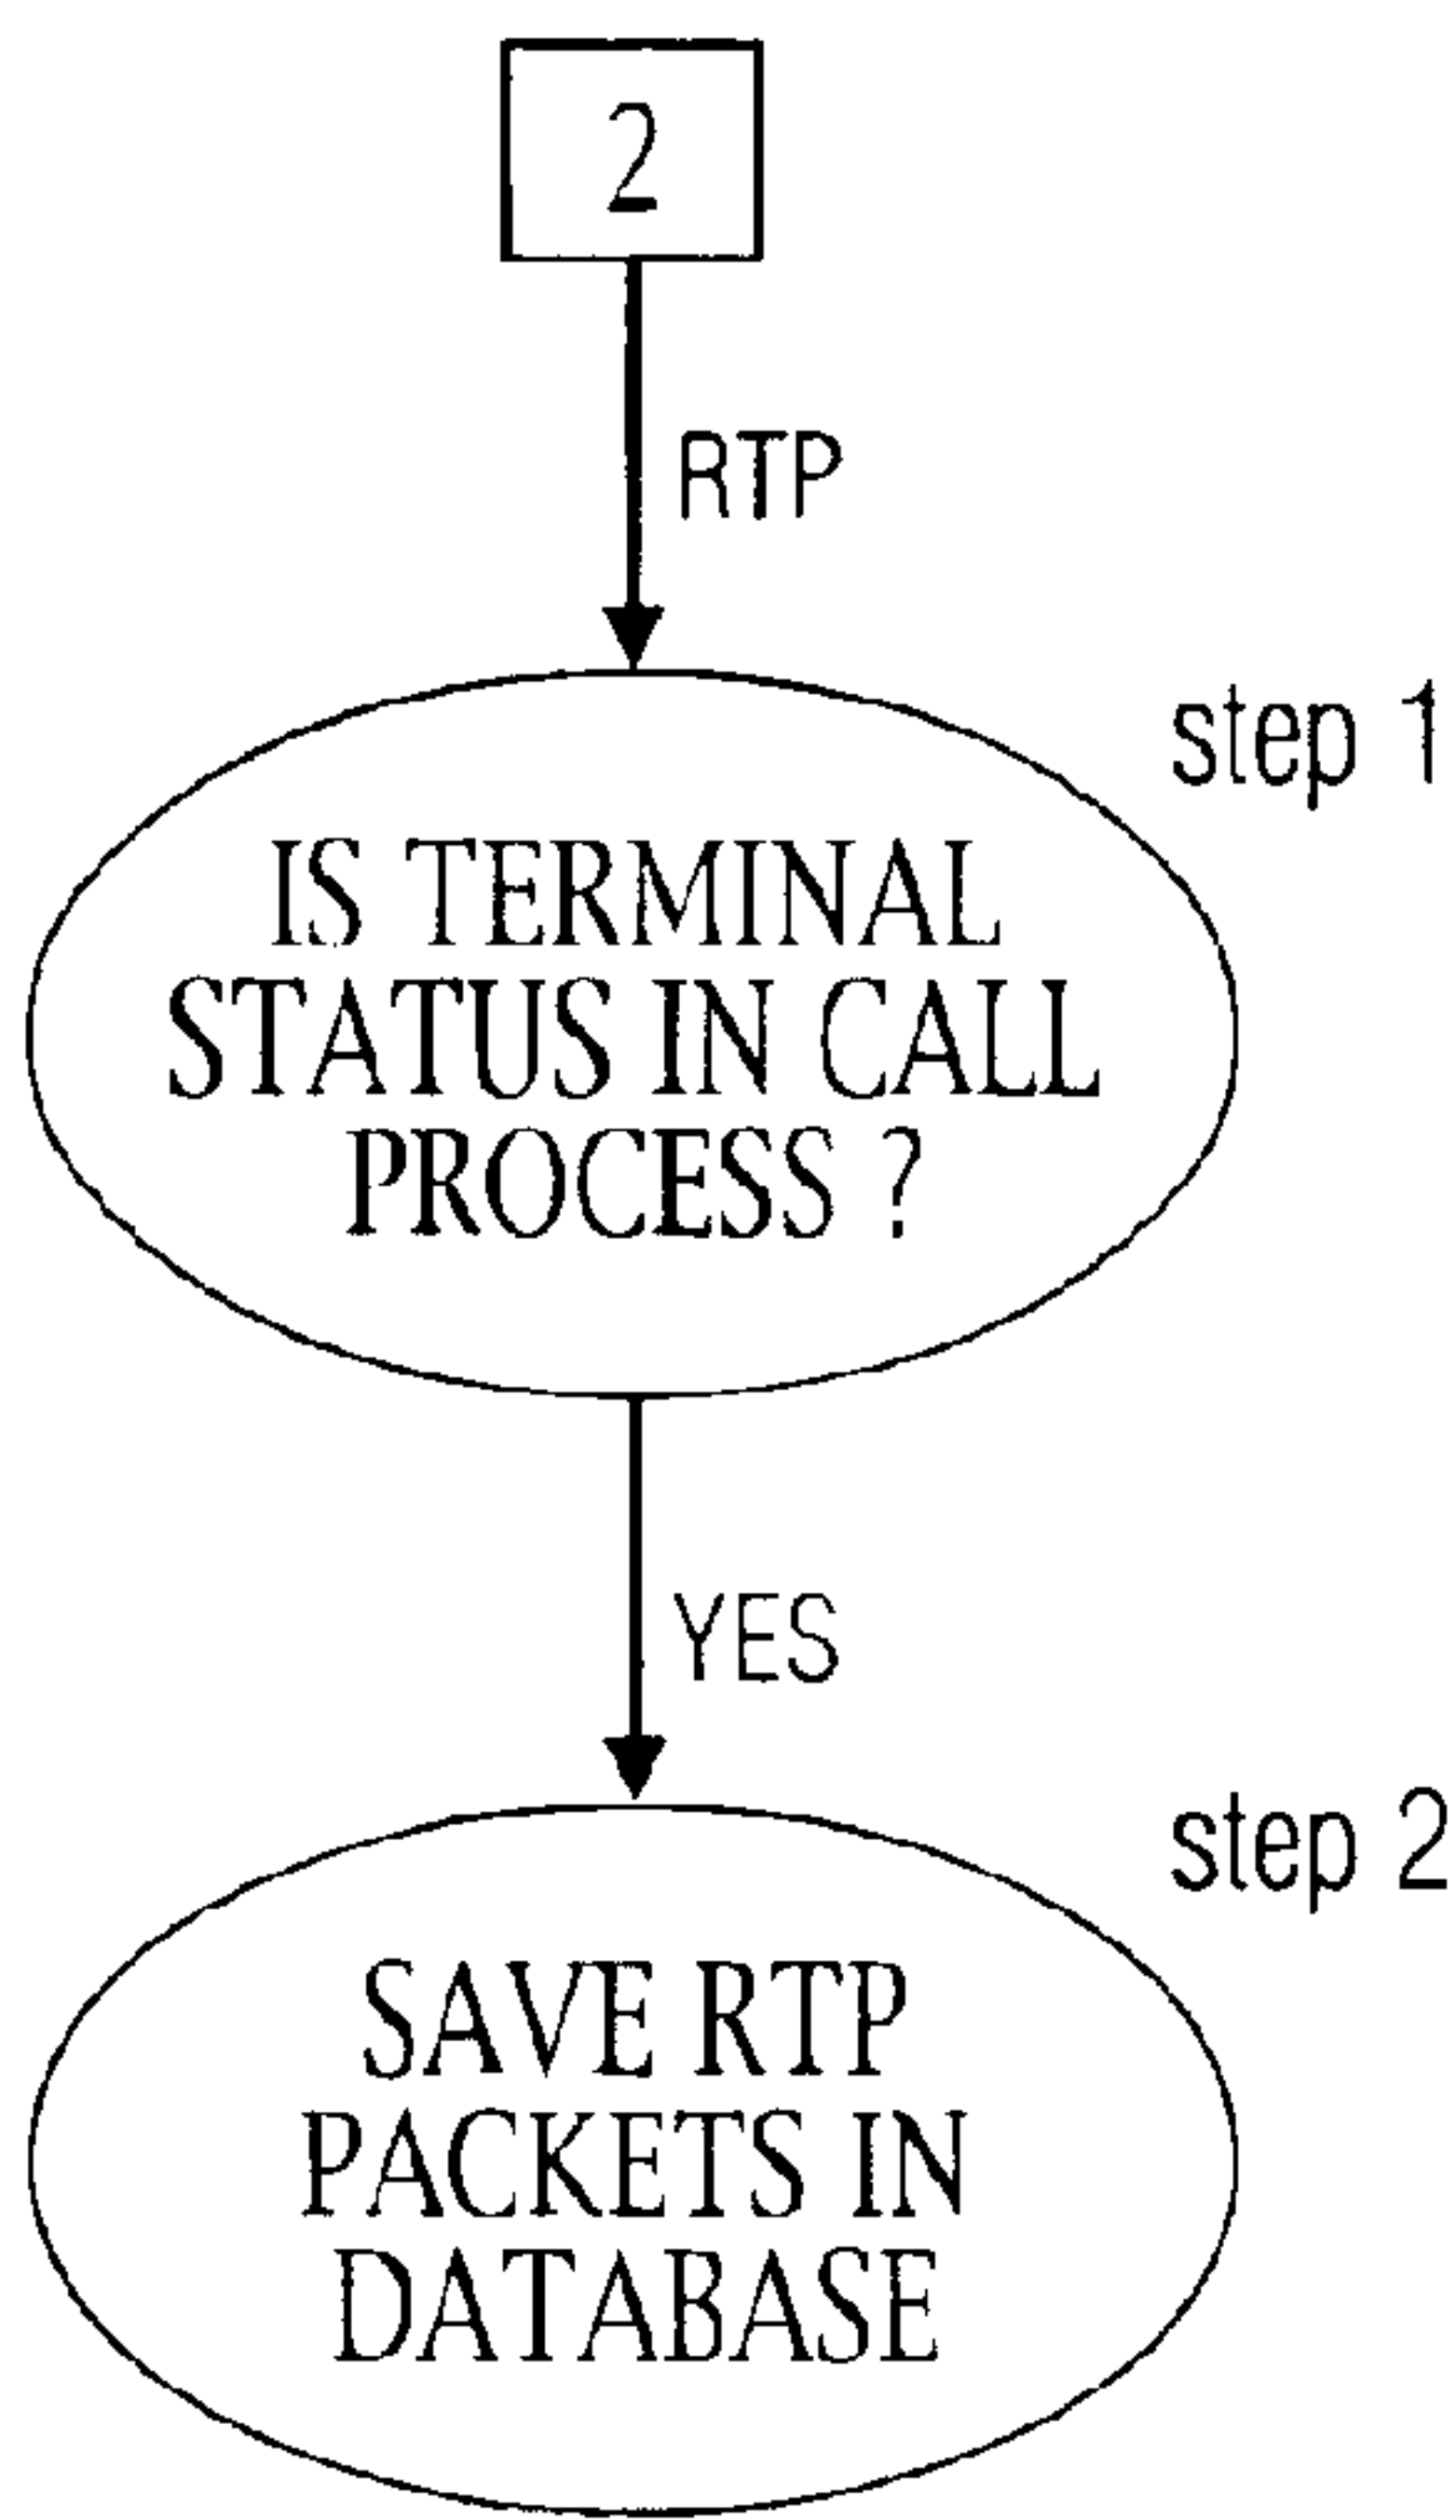 2
RTP
step 1
IS TERMINAL
STATUS IN CALL
PROCESS ?
YES
step 2
SAVE RTP
PACKETS IN
DATABASE